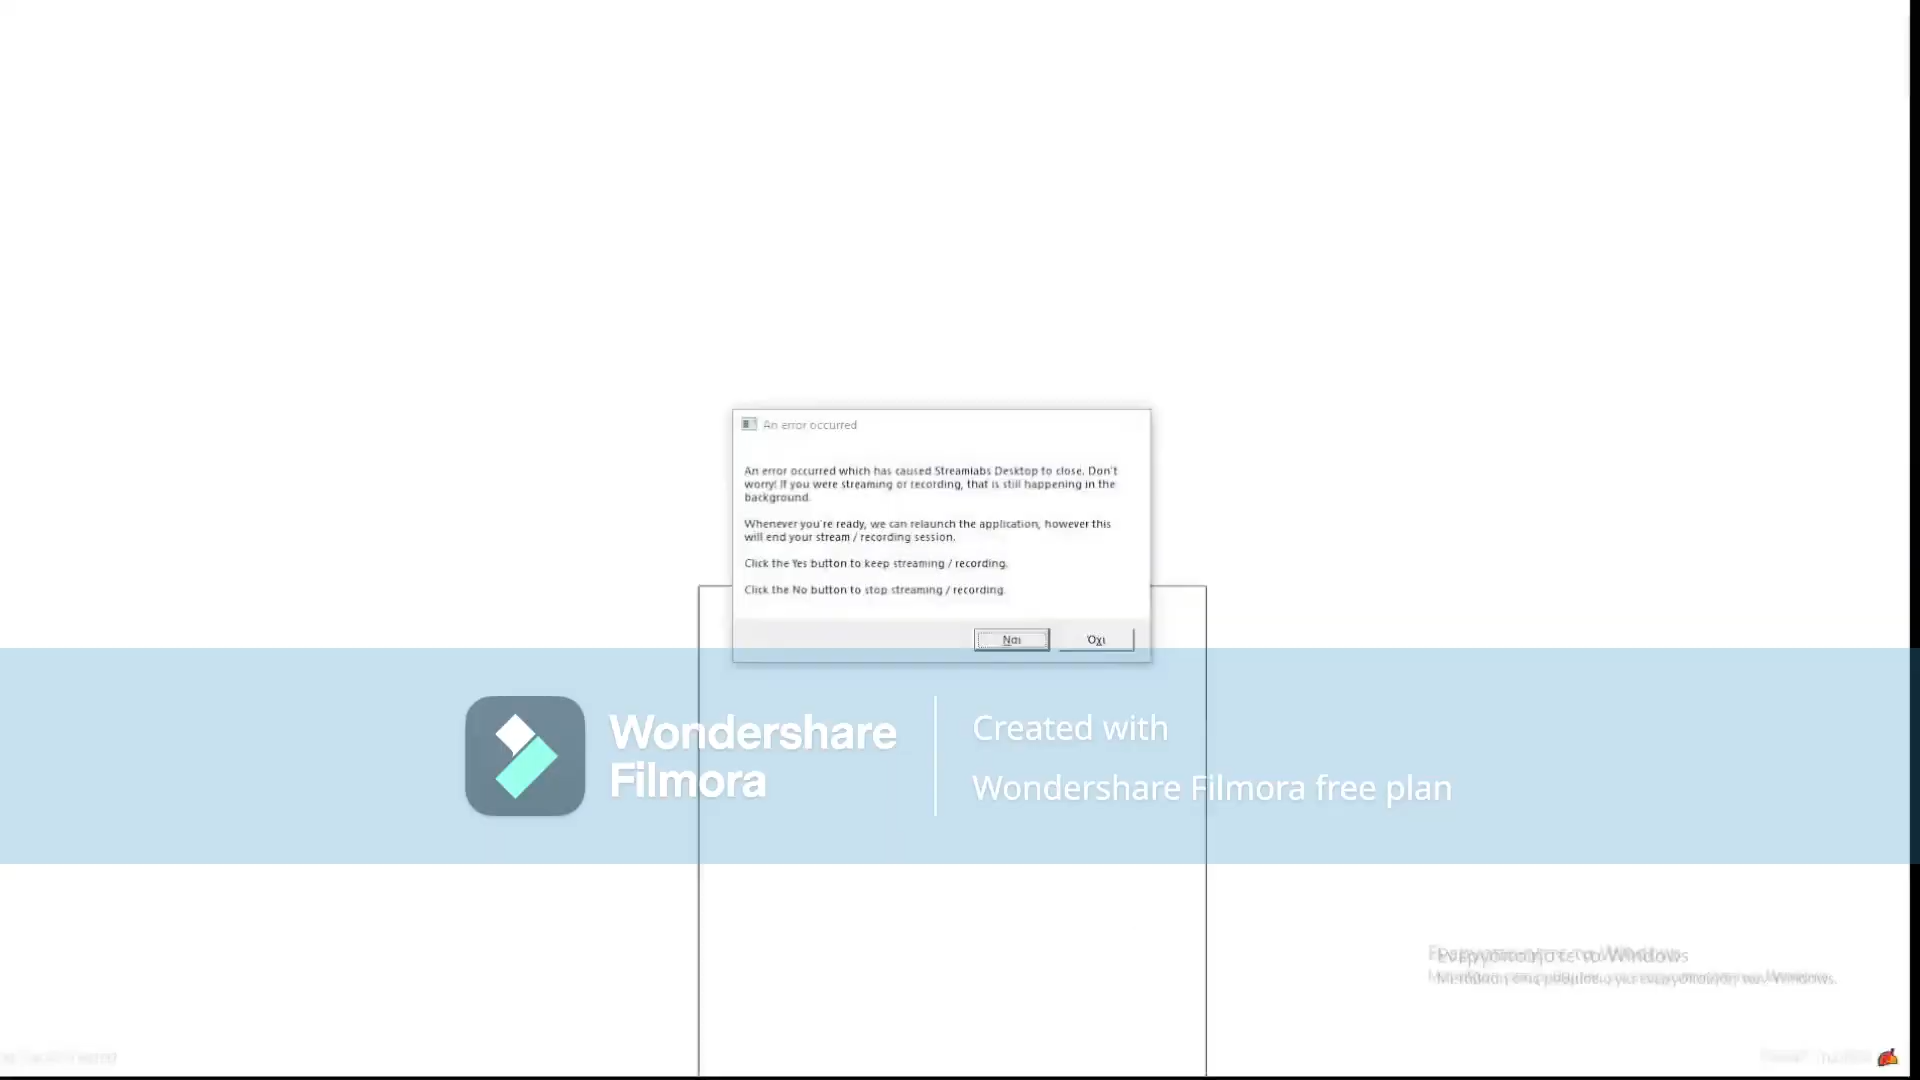 An error occurred
An error occurred which has caused Streamlabs Desktop to close. Don't
worry! If you were streaming or recording, that is still happening in the
background.
Whenever you're ready, we can relaunch the application, however this
will end your stream / recording session.
Click the Yes button to keep streaming / recording.
Click the No button to stop streaming / recording.
Ναι
Όχι
Wondershare
Filmora
Created with
Wondershare Filmora free plan
Windows
Windows.